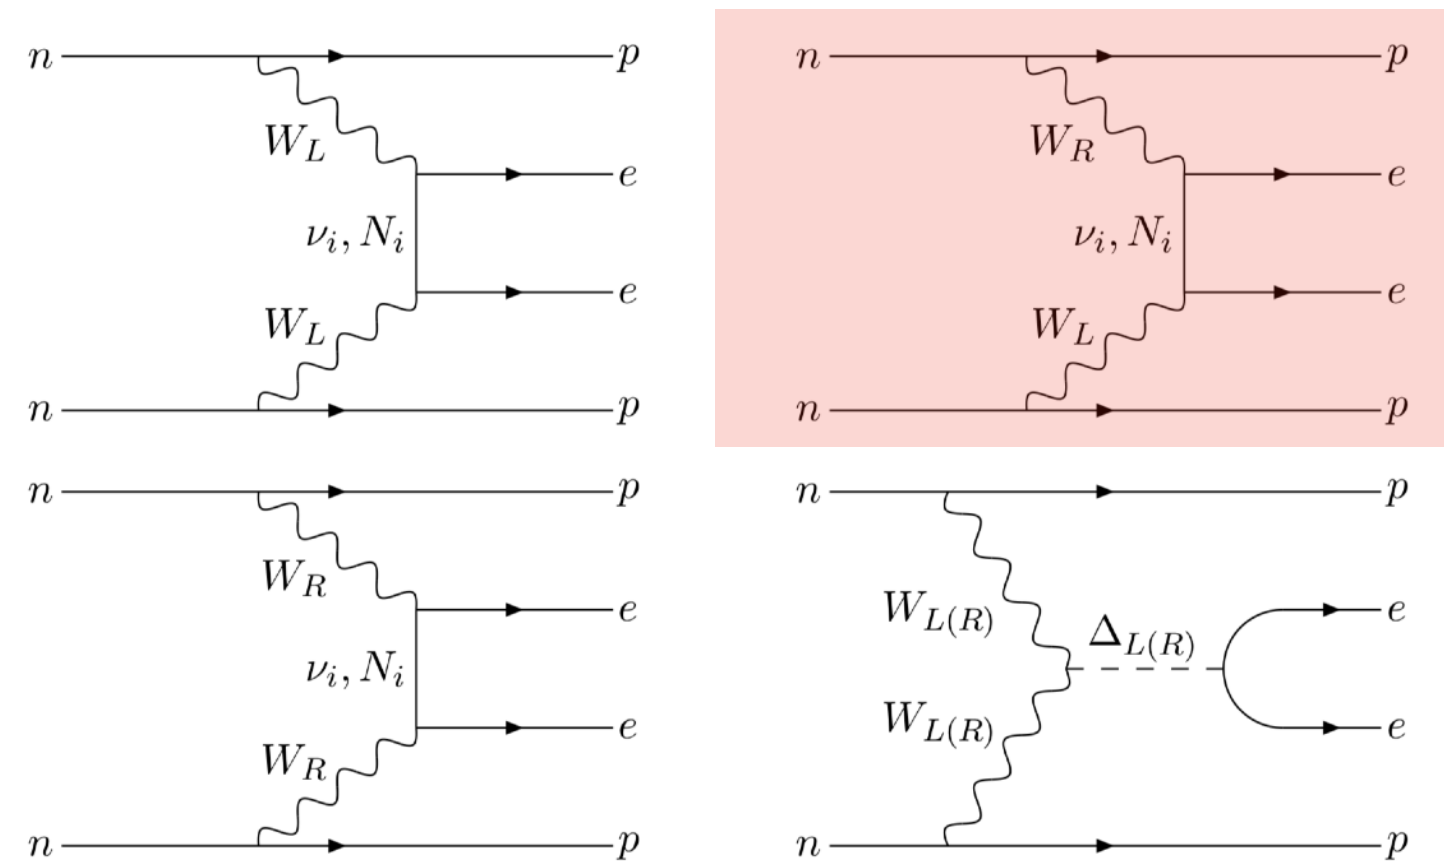 n p n p
W_L e W_R e
ν_i, N_i ν_i, N_i
W_L e W_L e
n p n p
n p n p
W_R e W_{L(R)} Δ_{L(R)} e
ν_i, N_i
W_R e W_{L(R)} e
n p n p